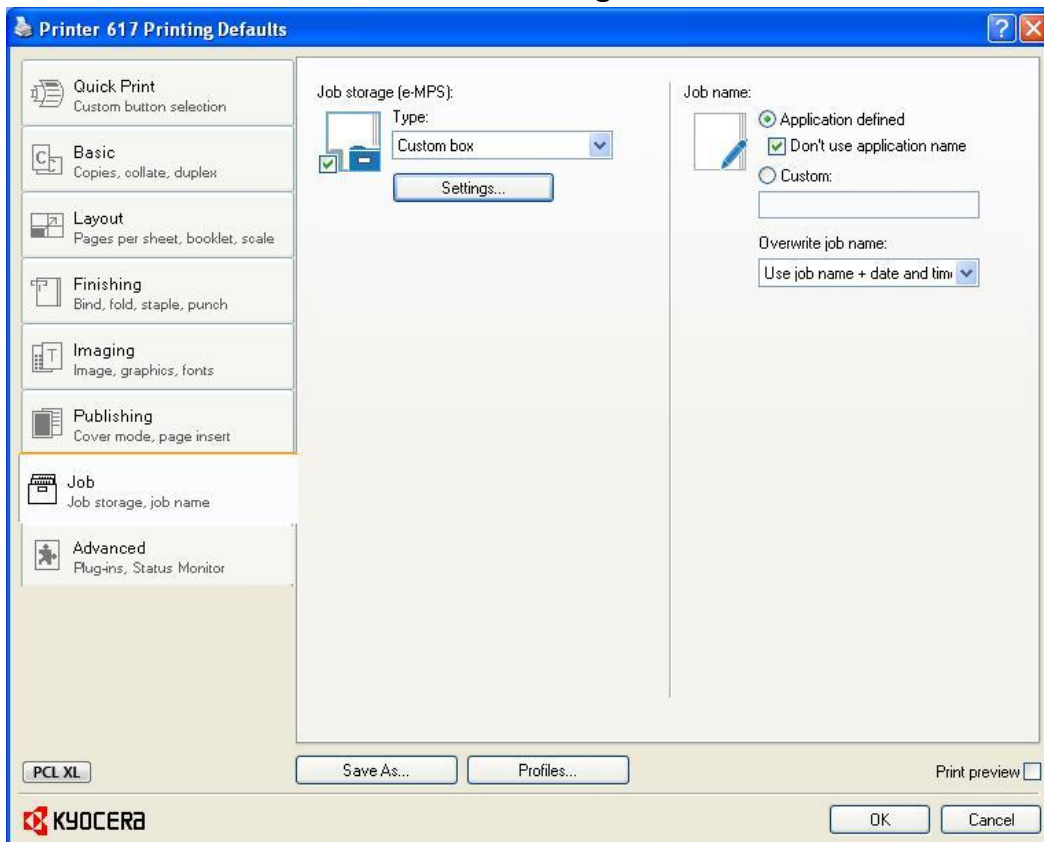 Printer 617 Printing Defaults
Quick Print
Custom button selection
Basic
Copies, collate, duplex
Layout
Pages per sheet, booklet, scale
Finishing
Bind, fold, staple, punch
Imaging
Image, graphics, fonts
Publishing
Cover mode, page insert
Job
Job storage, job name
Advanced
Plug-ins, Status Monitor
Job storage (e-MPS):
Type:
Custom box
Settings...
Job name:
Application defined
Don't use application name
Custom:
Overwrite job name:
Use job name + date and tim
PCL XL
Save As...
Profiles...
Print preview
KYOCERA
OK
Cancel